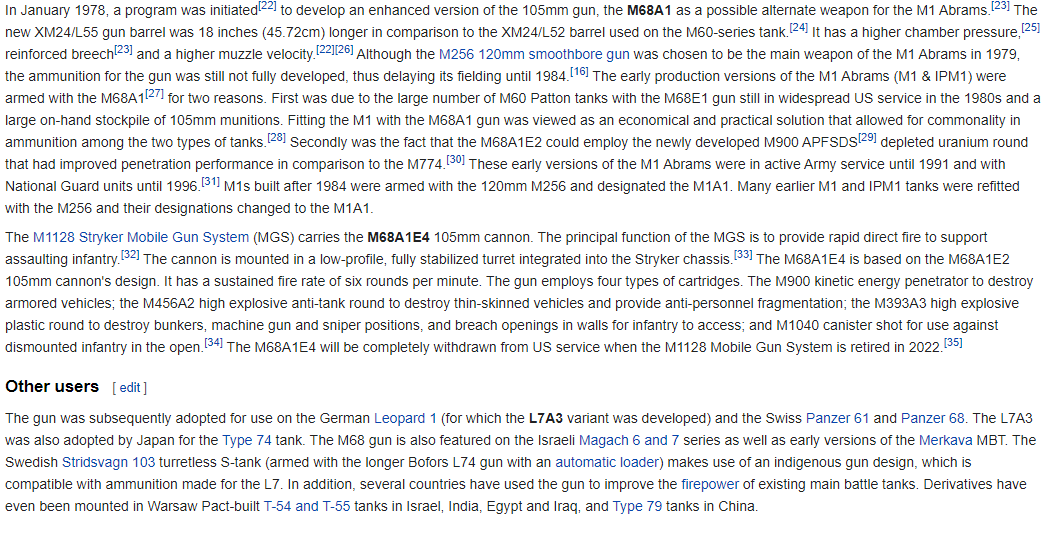 In January 1978, a program was initiated[22] to develop an enhanced version of the 105mm gun, the M68A1 as a possible alternate weapon for the M1 Abrams.[23] The
new XM24/L55 gun barrel was 18 inches (45.72cm) longer in comparison to the XM24/L52 barrel used on the M60-series tank.[24] It has a higher chamber pressure,[25]
reinforced breech[23] and a higher muzzle velocity.[22][26] Although the M256 120mm smoothbore gun was chosen to be the main weapon of the M1 Abrams in 1979,
the ammunition for the gun was still not fully developed, thus delaying its fielding until 1984.[16] The early production versions of the M1 Abrams (M1 & IPM1) were
armed with the M68A1[27] for two reasons. First was due to the large number of M60 Patton tanks with the M68E1 gun still in widespread US service in the 1980s and a
large on-hand stockpile of 105mm munitions. Fitting the M1 with the M68A1 gun was viewed as an economical and practical solution that allowed for commonality in
ammunition among the two types of tanks.[28] Secondly was the fact that the M68A1E2 could employ the newly developed M900 APFSDS[29] depleted uranium round
that had improved penetration performance in comparison to the M774.[30] These early versions of the M1 Abrams were in active Army service until 1991 and with
National Guard units until 1996.[31] M1s built after 1984 were armed with the 120mm M256 and designated the M1A1. Many earlier M1 and IPM1 tanks were refitted
with the M256 and their designations changed to the M1A1.
The M1128 Stryker Mobile Gun System (MGS) carries the M68A1E4 105mm cannon. The principal function of the MGS is to provide rapid direct fire to support
assaulting infantry.[32] The cannon is mounted in a low-profile, fully stabilized turret integrated into the Stryker chassis.[33] The M68A1E4 is based on the M68A1E2
105mm cannon's design. It has a sustained fire rate of six rounds per minute. The gun employs four types of cartridges. The M900 kinetic energy penetrator to destroy
armored vehicles; the M456A2 high explosive anti-tank round to destroy thin-skinned vehicles and provide anti-personnel fragmentation; the M393A3 high explosive
plastic round to destroy bunkers, machine gun and sniper positions, and breach openings in walls for infantry to access; and M1040 canister shot for use against
dismounted infantry in the open.[34] The M68A1E4 will be completely withdrawn from US service when the M1128 Mobile Gun System is retired in 2022.[35]
Other users [ edit ]
The gun was subsequently adopted for use on the German Leopard 1 (for which the L7A3 variant was developed) and the Swiss Panzer 61 and Panzer 68. The L7A3
was also adopted by Japan for the Type 74 tank. The M68 gun is also featured on the Israeli Magach 6 and 7 series as well as early versions of the Merkava MBT. The
Swedish Stridsvagn 103 turretless S-tank (armed with the longer Bofors L74 gun with an automatic loader) makes use of an indigenous gun design, which is
compatible with ammunition made for the L7. In addition, several countries have used the gun to improve the firepower of existing main battle tanks. Derivatives have
even been mounted in Warsaw Pact-built T-54 and T-55 tanks in Israel, India, Egypt and Iraq, and Type 79 tanks in China.